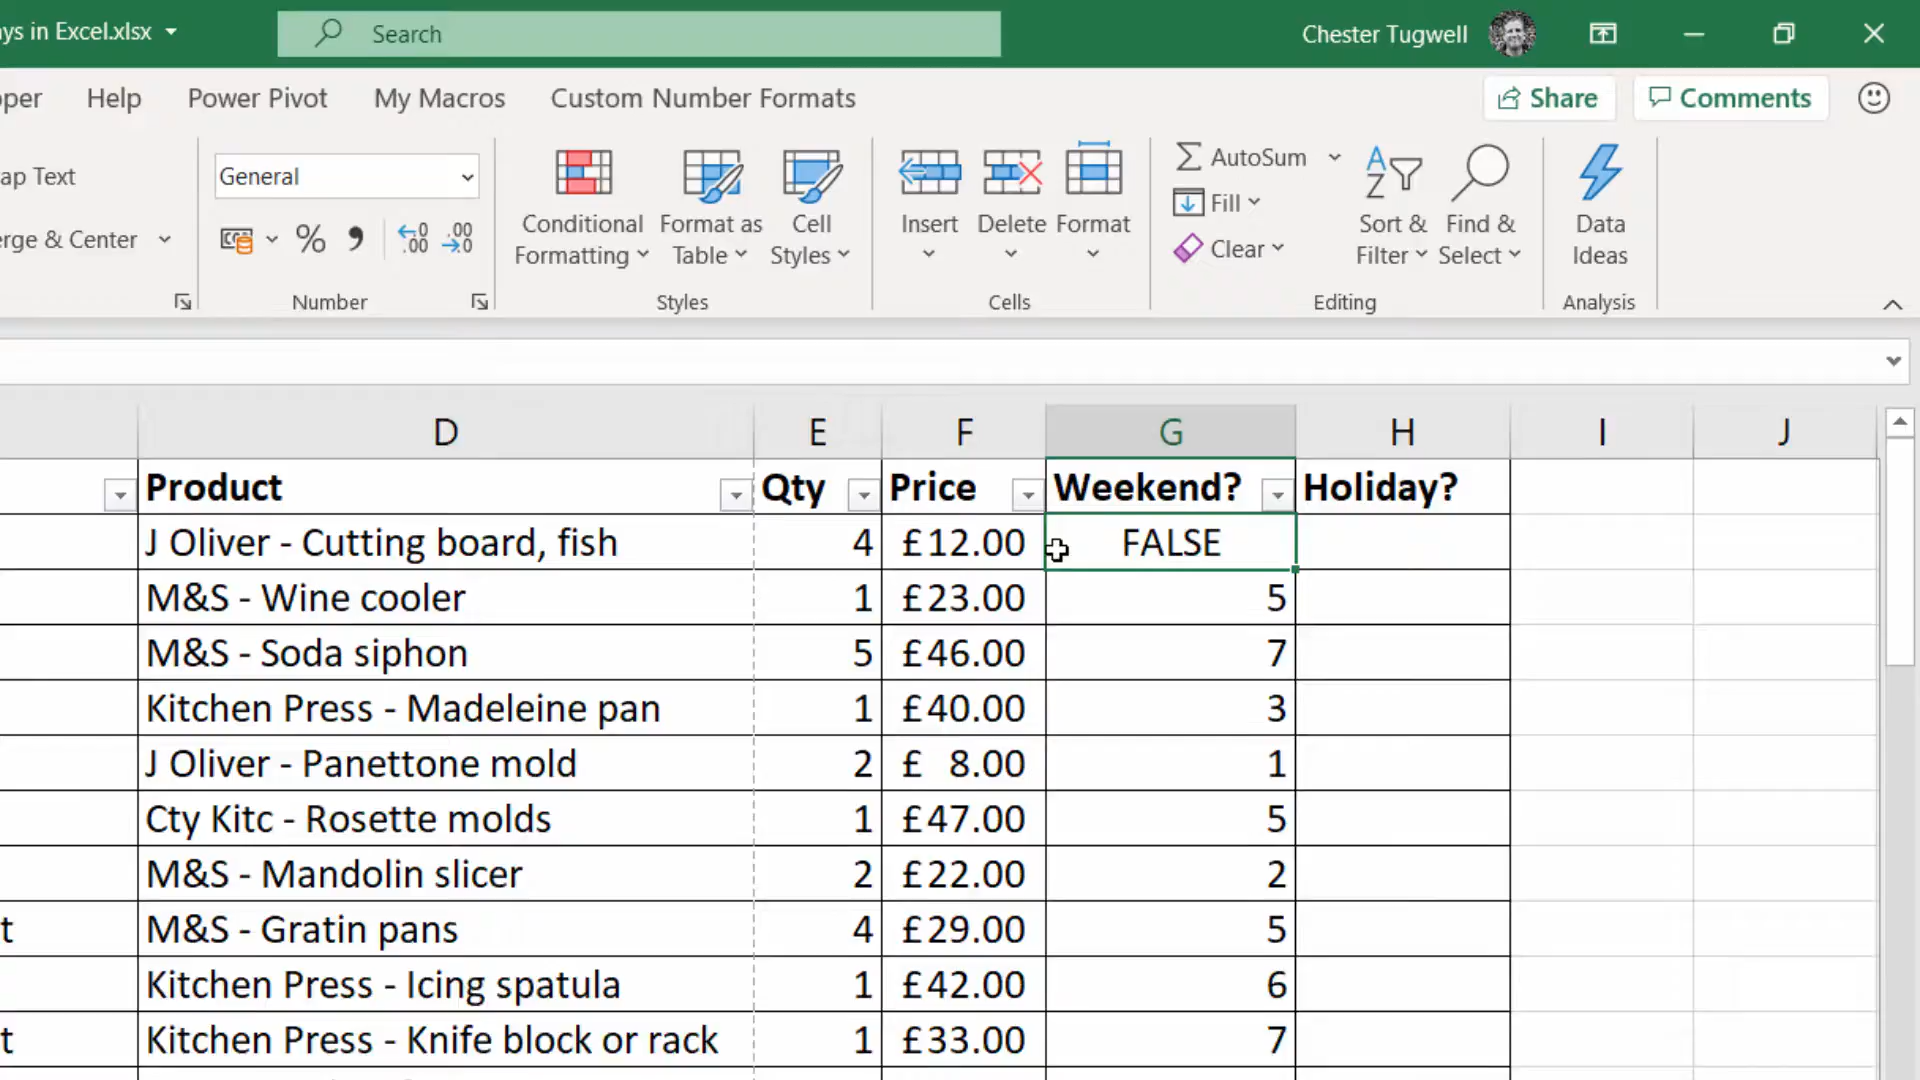 ys in Excel.xlsx
Search
Chester Tugwell
per Help Power Pivot My Macros Custom Number Formats
Share Comments
ap Text
General
AutoSum
Fill
Clear
erge & Center
% , .00 .00 .0
Conditional Formatting
Format as Table
Cell Styles
Insert Delete Format
Sort & Filter
Find & Select
Data Ideas
Number Styles Cells Editing Analysis
D E F G H I J
Product Qty Price Weekend? Holiday?
J Oliver - Cutting board, fish 4 £12.00 FALSE
M&S - Wine cooler 1 £23.00 5
M&S - Soda siphon 5 £46.00 7
Kitchen Press - Madeleine pan 1 £40.00 3
J Oliver - Panettone mold 2 £ 8.00 1
Cty Kitc - Rosette molds 1 £47.00 5
M&S - Mandolin slicer 2 £22.00 2
t M&S - Gratin pans 4 £29.00 5
Kitchen Press - Icing spatula 1 £42.00 6
t Kitchen Press - Knife block or rack 1 £33.00 7